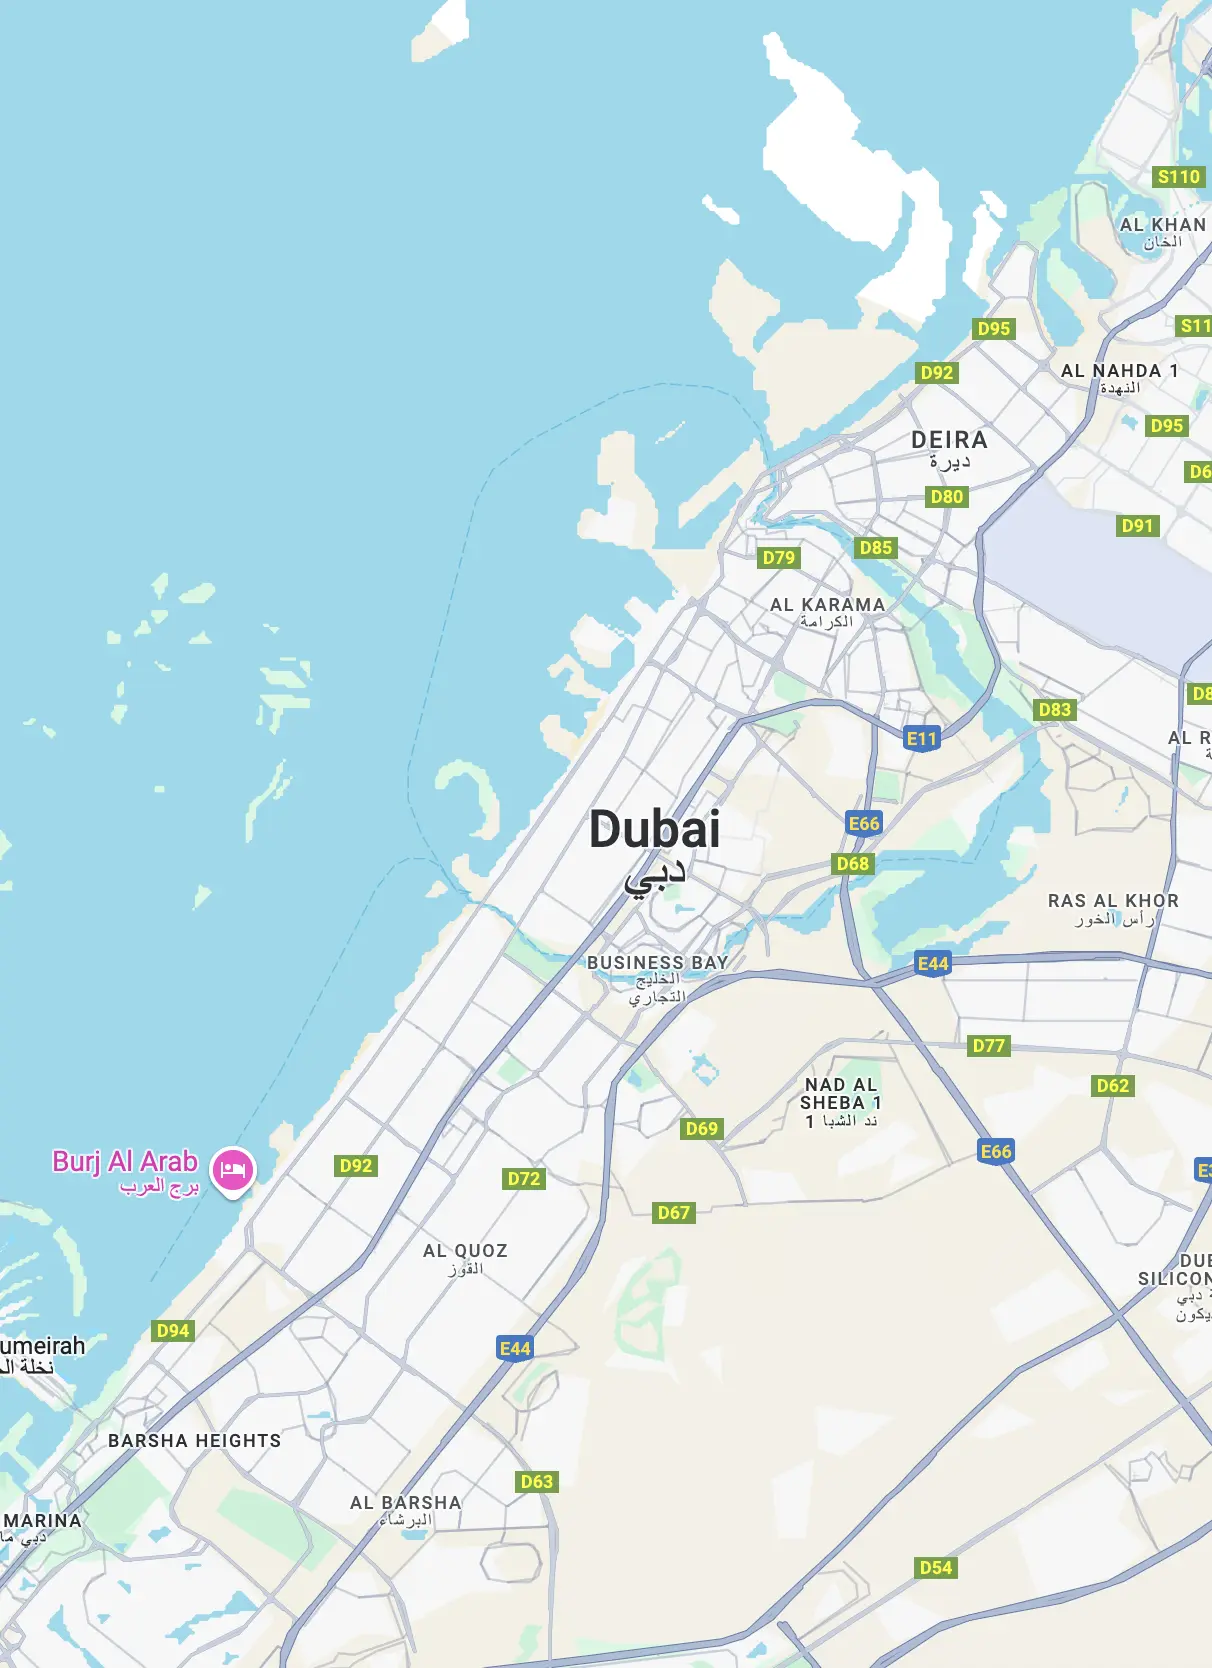 S110
AL KHAN
الخان
D95
D92
AL NAHDA 1
النهدة
D95
DEIRA
ديرة
D80
D91
D85
D79
AL KARAMA
الكرامة
D83
E11
Dubai
دبي
E66
D68
RAS AL KHOR
رأس الخور
BUSINESS BAY
الخليج
التجاري
E44
D77
NAD AL
SHEBA 1
ند الشبا 1
D62
D69
E66
Burj Al Arab
برج العرب
D92
D72
D67
AL QUOZ
القوز
SILICON
دبي
D94
E44
BARSHA HEIGHTS
D63
AL BARSHA
البرشاء
MARINA
دبي
D54